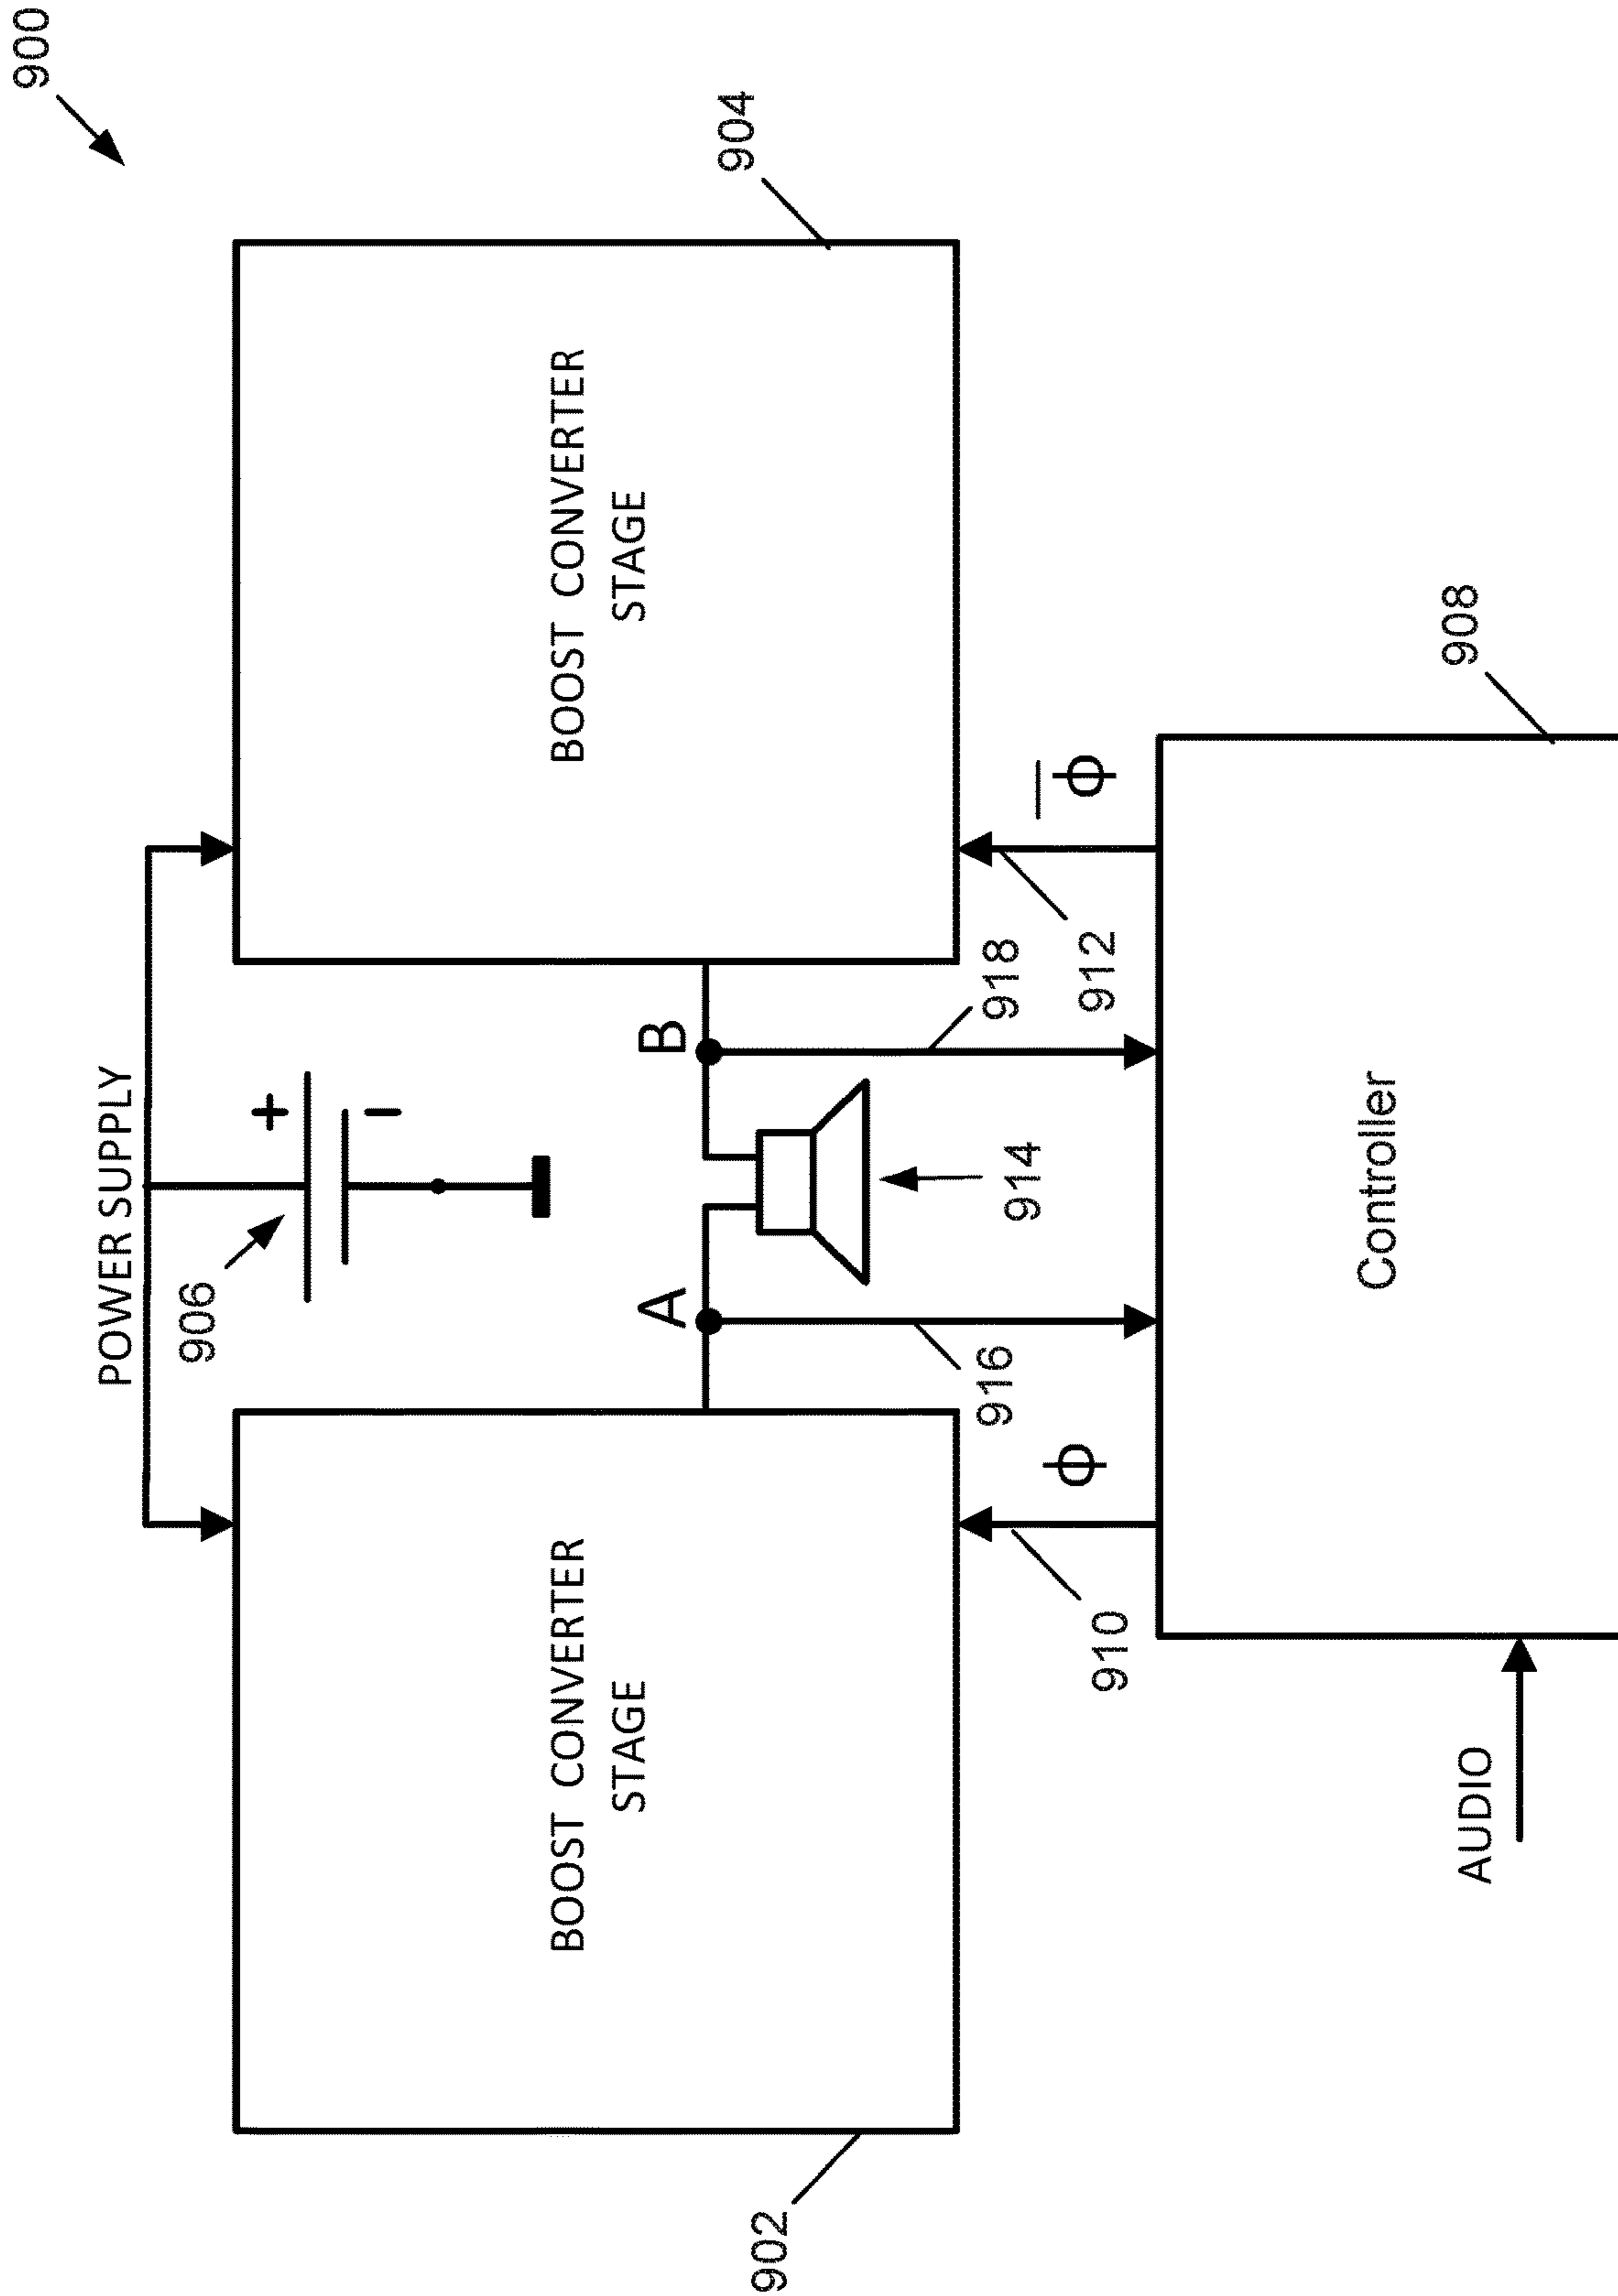 900
POWER SUPPLY
906
+
−
902
BOOST CONVERTER
STAGE
904
BOOST CONVERTER
STAGE
A
B
914
916
918
910
ϕ
912
ϕ̅
AUDIO
Controller
908